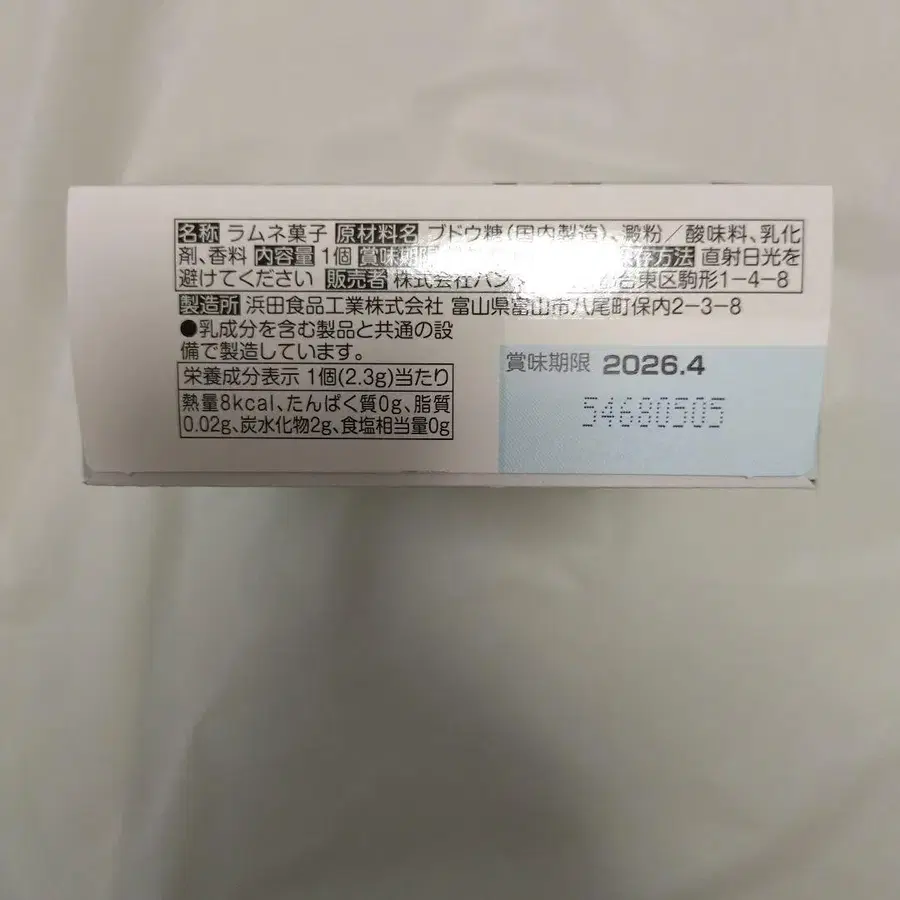 名称 ラムネ菓子 原材料名 ブドウ糖(国内製造)、澱粉／酸味料、乳化
剤、香料 内容量 1個 賞味期限 存方法 直射日光を
避けてください 販売者 株式会社バン 台東区駒形1-4-8
製造所 浜田食品工業株式会社 富山県富山市八尾町保内2-3-8
●乳成分を含む製品と共通の設
備で製造しています。
栄養成分表示 1個(2.3g)当たり
熱量8kcal、たんぱく質0g、脂質
0.02g、炭水化物2g、食塩相当量0g
賞味期限 2026.4
54680505